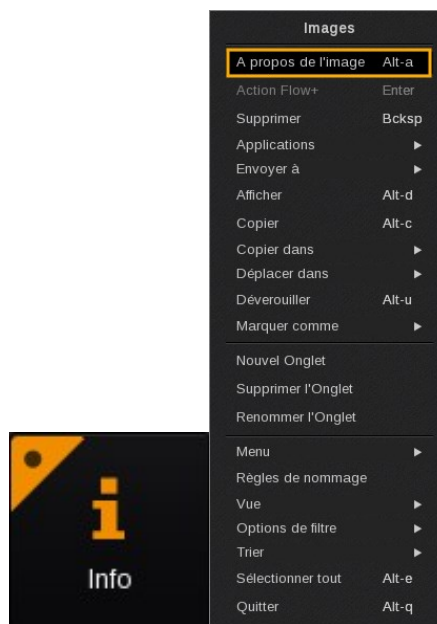 Images
A propos de l'image Alt-a
Action Flow+ Enter
Supprimer Bcksp
Applications
Envoyer à
Afficher Alt-d
Copier Alt-c
Copier dans
Déplacer dans
Déverouiller Alt-u
Marquer comme
Nouvel Onglet
Supprimer l'Onglet
Renommer l'Onglet
Menu
Règles de nommage
Vue
Options de filtre
Trier
Sélectionner tout Alt-e
Quitter Alt-q
Info